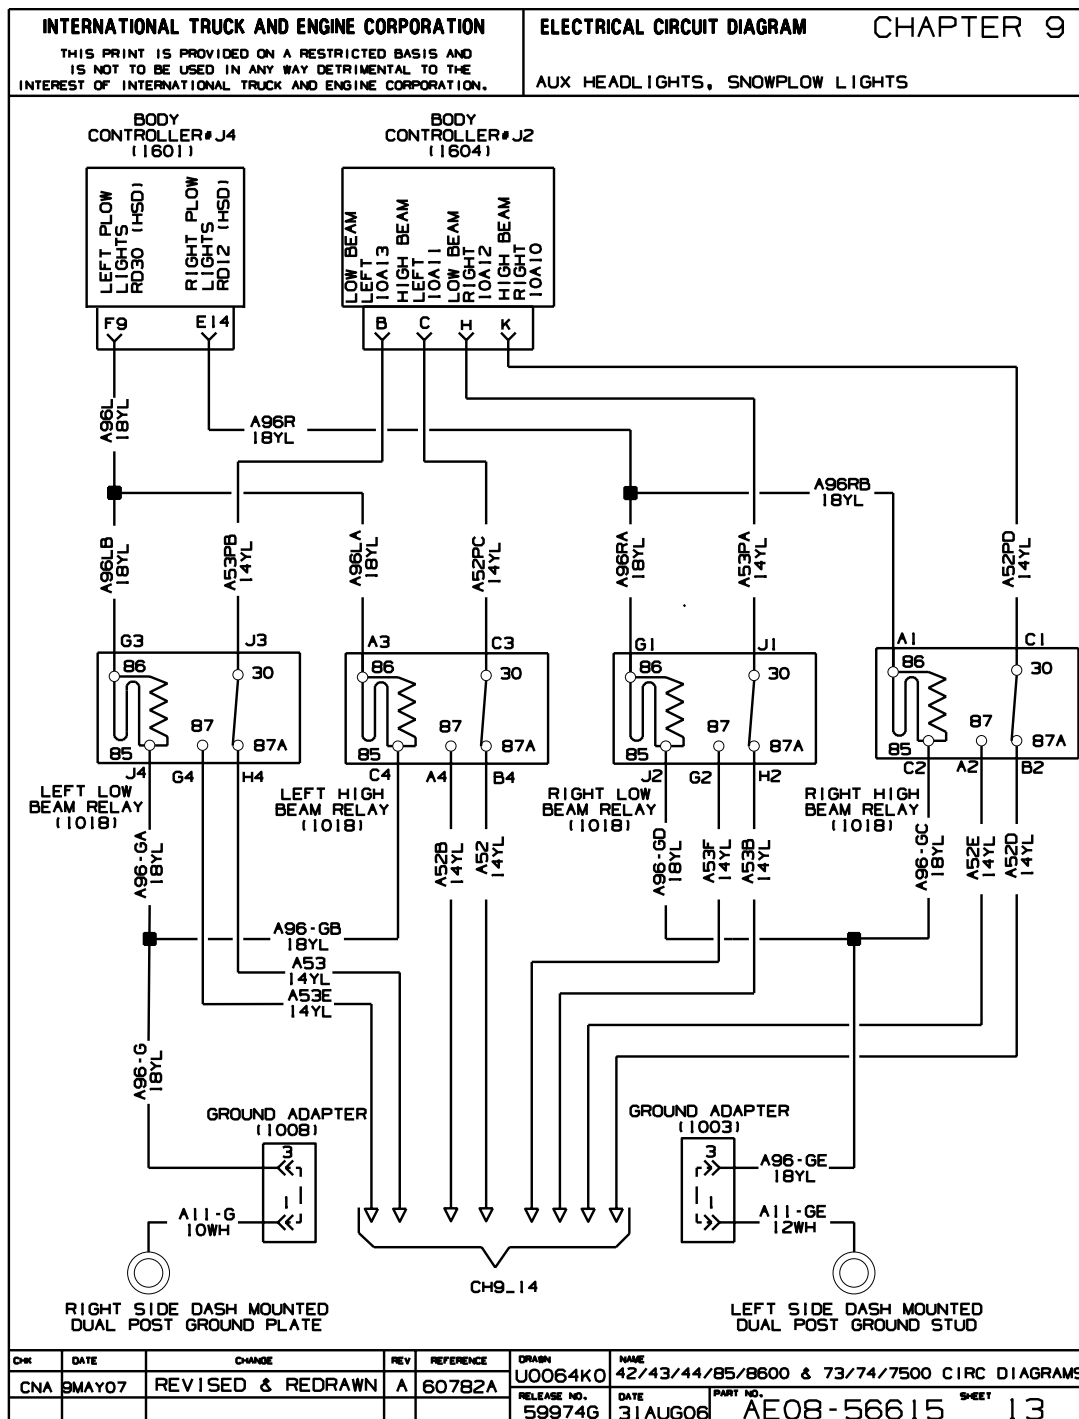 INTERNATIONAL TRUCK AND ENGINE CORPORATION
THIS PRINT IS PROVIDED ON A RESTRICTED BASIS AND
IS NOT TO BE USED IN ANY WAY DETRIMENTAL TO THE
INTEREST OF INTERNATIONAL TRUCK AND ENGINE CORPORATION.
ELECTRICAL CIRCUIT DIAGRAM
CHAPTER 9
AUX HEADLIGHTS, SNOWPLOW LIGHTS
BODY
CONTROLLER#J4
(1601)
BODY
CONTROLLER#J2
(1604)
LEFT PLOW
LIGHTS
RD30 (HSD)
RIGHT PLOW
LIGHTS
RD12 (HSD)
LOW BEAM
LEFT
10A13
HIGH BEAM
LEFT
10A11
LOW BEAM
RIGHT
10A12
HIGH BEAM
RIGHT
10A10
F9
E14
B
C
H
K
A96L
18YL
A96R
18YL
A96RB
18YL
A96LB
18YL
A53PB
14YL
A96LA
18YL
A52PC
14YL
A96RA
18YL
A53PA
14YL
A52PD
14YL
G3
J3
A3
C3
G1
J1
A1
C1
86
30
86
30
86
30
86
30
87
87
87
87
85
87A
85
87A
85
87A
85
87A
J4
G4
H4
C4
A4
B4
J2
G2
H2
C2
A2
B2
LEFT LOW
BEAM RELAY
(1018)
LEFT HIGH
BEAM RELAY
(1018)
RIGHT LOW
BEAM RELAY
(1018)
RIGHT HIGH
BEAM RELAY
(1018)
A96-GA
18YL
A52B
14YL
A52
14YL
A96-GD
18YL
A53F
14YL
A53B
14YL
A96-GC
18YL
A52E
14YL
A52D
14YL
A96-GB
18YL
A53
14YL
A53E
14YL
A96-G
18YL
GROUND ADAPTER
(1008)
3
1
GROUND ADAPTER
(1003)
3
1
A96-GE
18YL
A11-G
10WH
A11-GE
12WH
CH9_14
RIGHT SIDE DASH MOUNTED
DUAL POST GROUND PLATE
LEFT SIDE DASH MOUNTED
DUAL POST GROUND STUD
CHK DATE CHANGE REV REFERENCE
CNA 9MAY07 REVISED & REDRAWN A 60782A
DRAWN
U0064K0
NAME
42/43/44/85/8600 & 73/74/7500 CIRC DIAGRAMS
RELEASE NO.
59974G
DATE
31AUG06
PART NO.
AE08-56615
SHEET
13